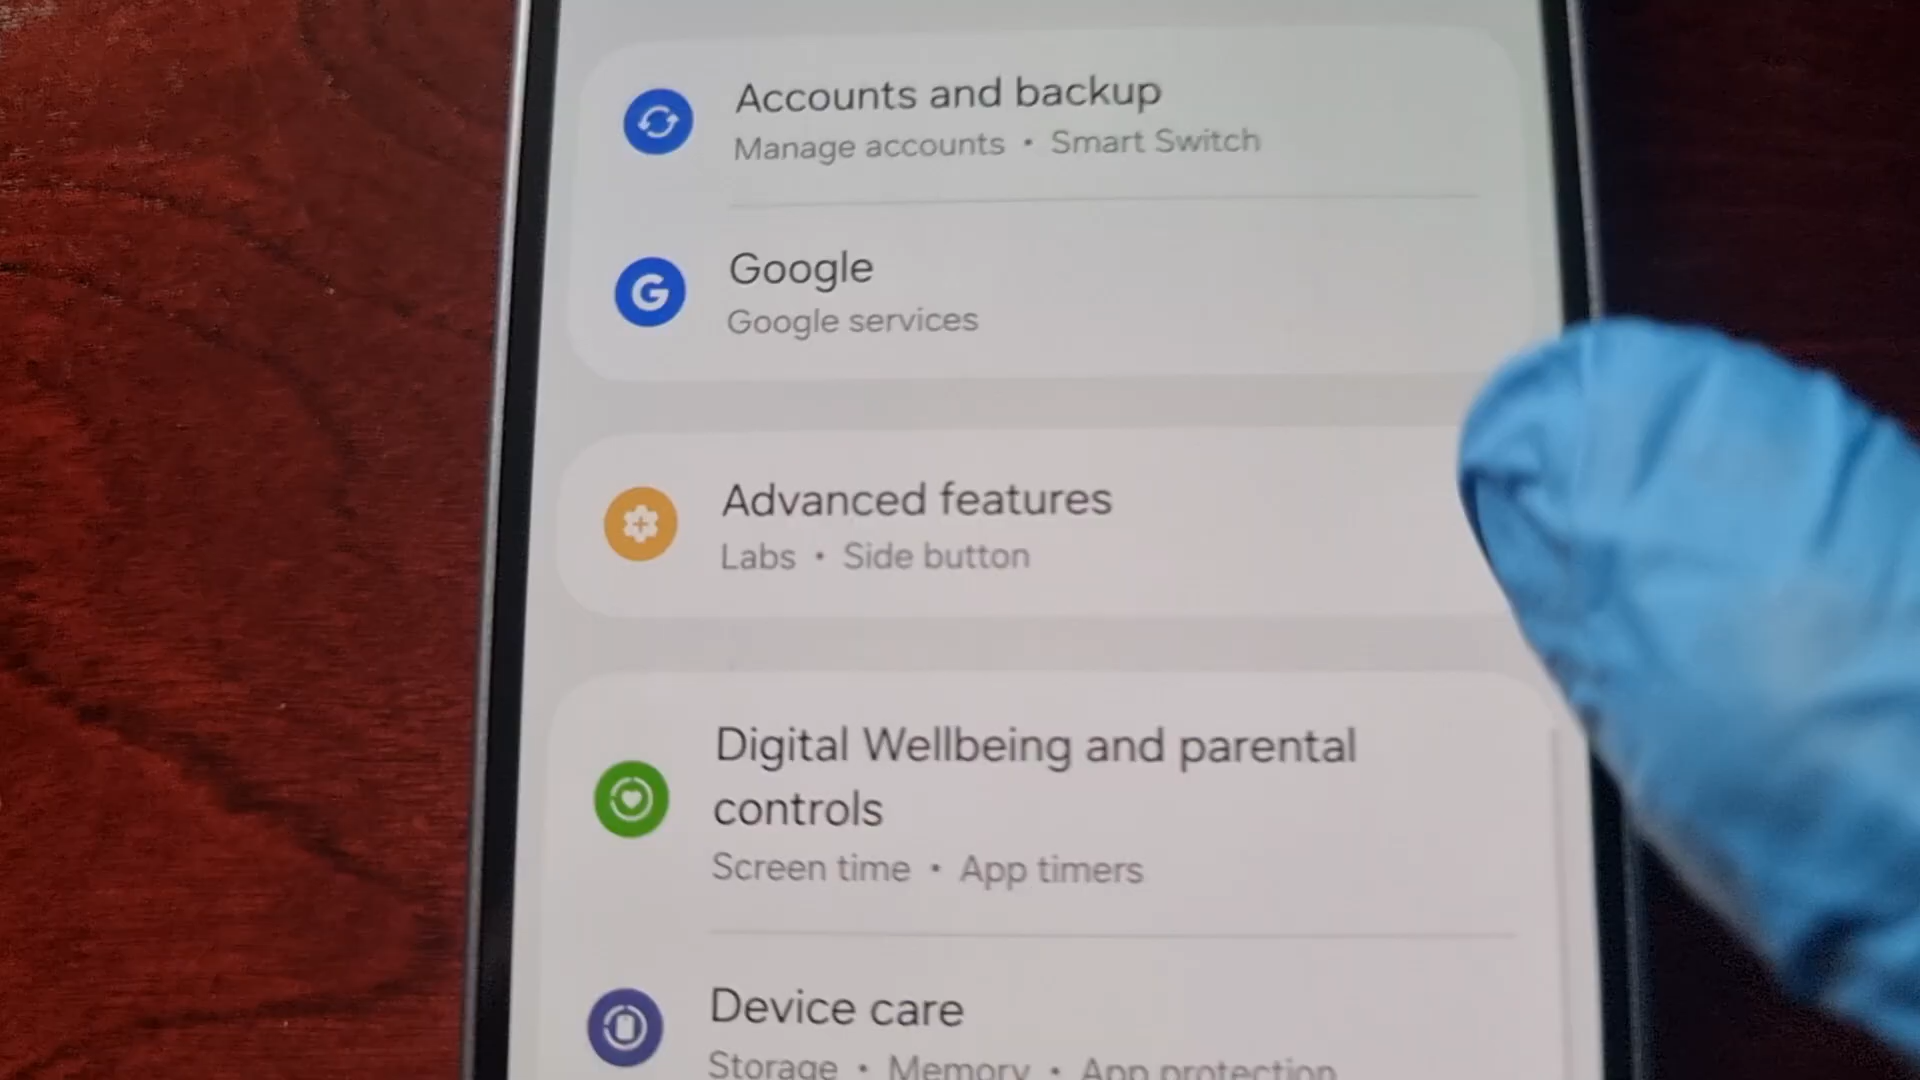 Accounts and backup
Manage accounts • Smart Switch
Google
Google services
Advanced features
Labs • Side button
Digital Wellbeing and parental
controls
Screen time • App timers
Device care
Storage • Memory • App protection